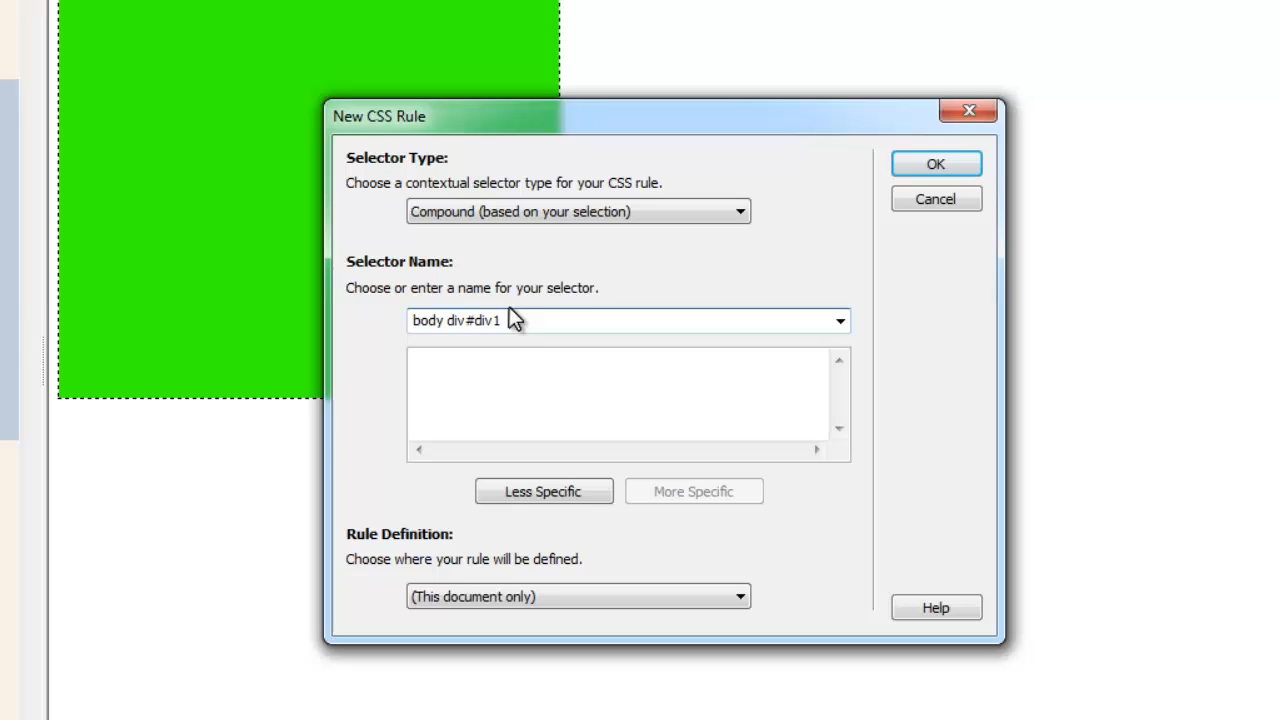 New CSS Rule
Selector Type:
Choose a contextual selector type for your CSS rule.
Compound (based on your selection)
Selector Name:
Choose or enter a name for your selector.
body div#div1
Less Specific
More Specific
Rule Definition:
Choose where your rule will be defined.
(This document only)
OK
Cancel
Help